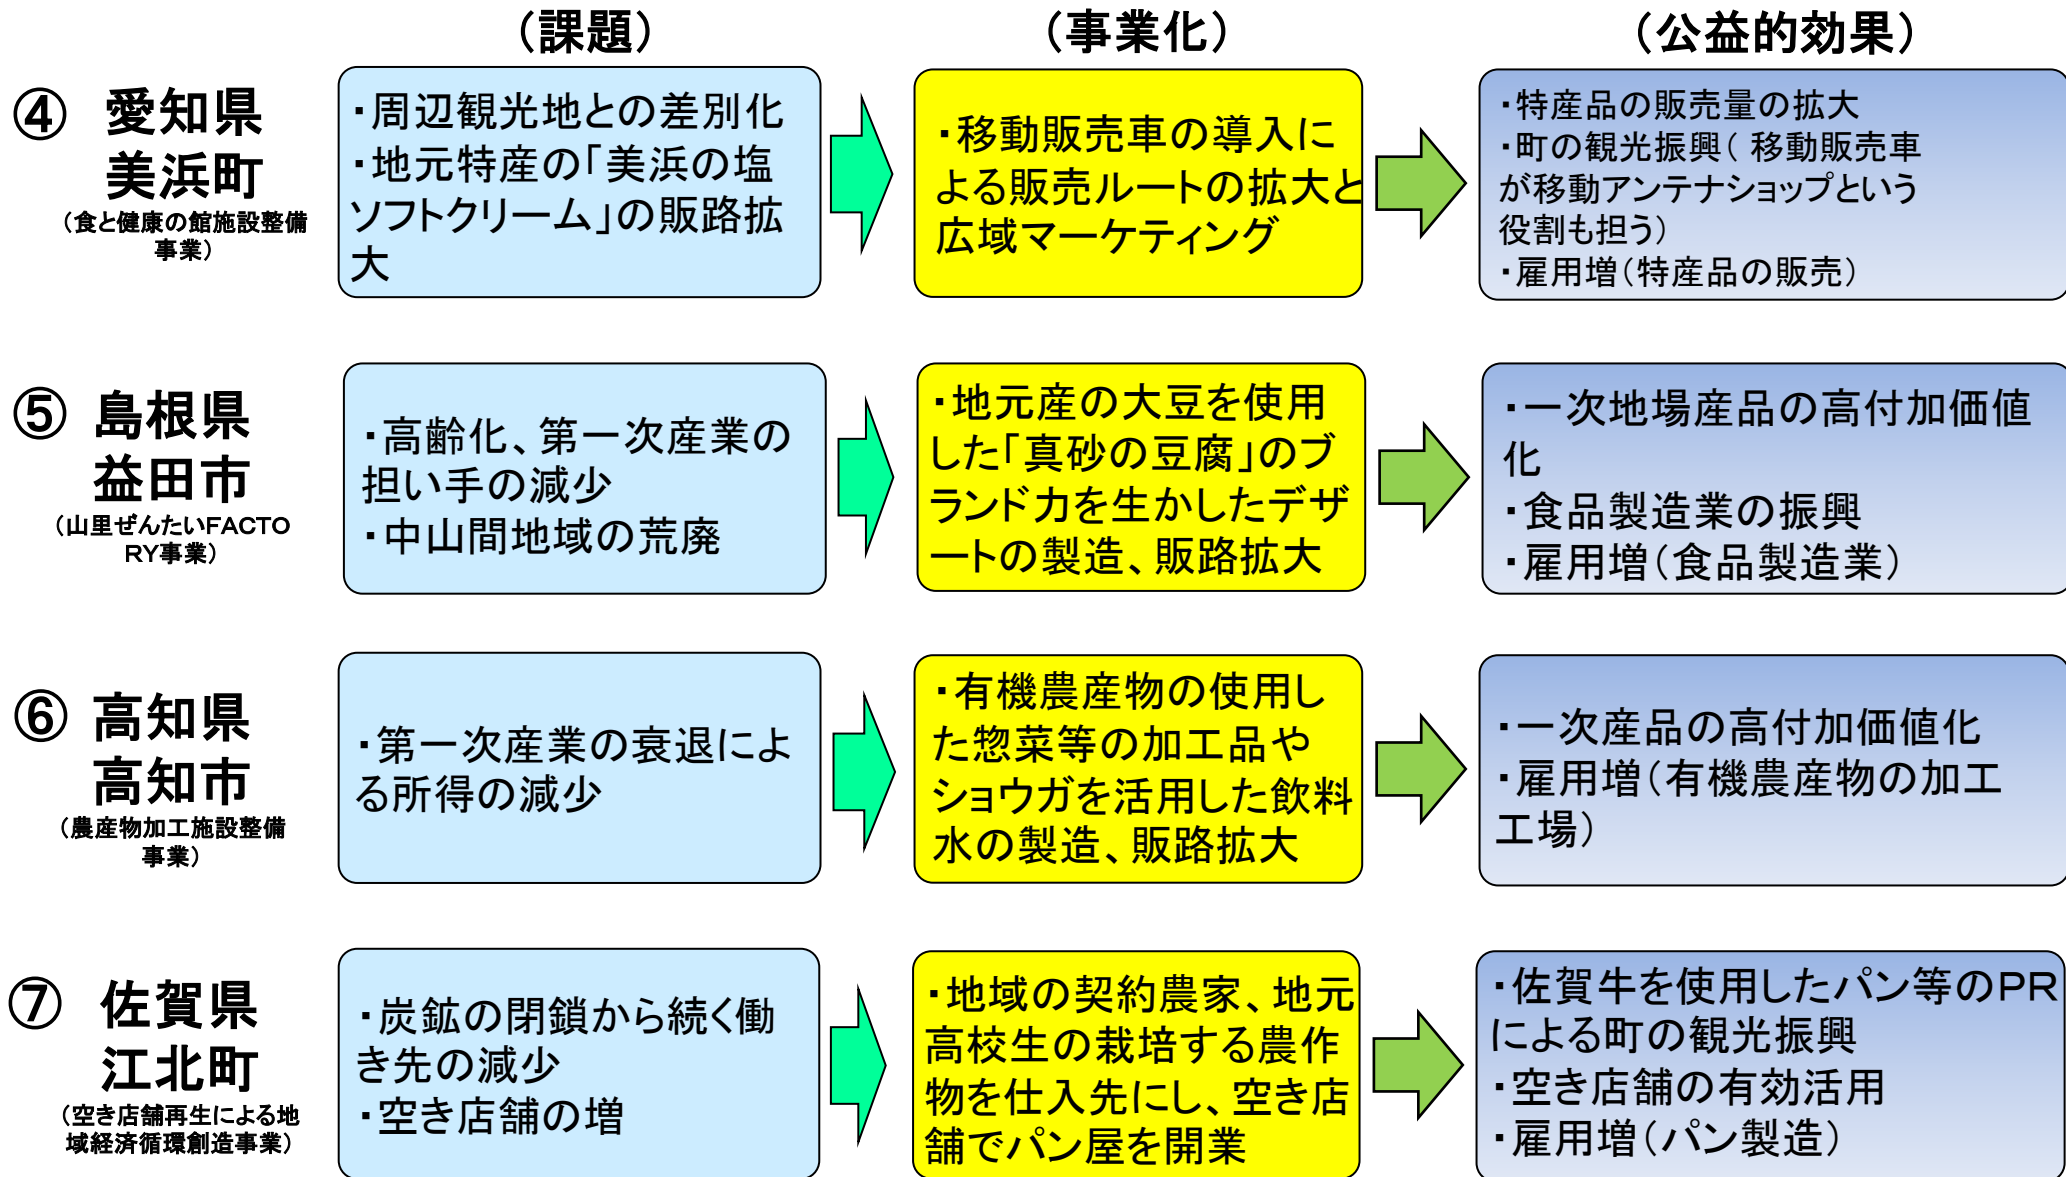 （課題）
（事業化）
（公益的効果）
④ 愛知県
美浜町
（食と健康の館施設整備
事業）
・周辺観光地との差別化
・地元特産の「美浜の塩
ソフトクリーム」の販路拡
大
・移動販売車の導入に
よる販売ルートの拡大と
広域マーケティング
・特産品の販売量の拡大
・町の観光振興（ 移動販売車
が移動アンテナショップという
役割も担う）
・雇用増（特産品の販売）
⑤ 島根県
益田市
（山里ぜんたいFACTO
RY事業）
・高齢化、第一次産業の
担い手の減少
・中山間地域の荒廃
・地元産の大豆を使用
した「真砂の豆腐」のブ
ランド力を生かしたデザ
ートの製造、販路拡大
・一次地場産品の高付加価値
化
・食品製造業の振興
・雇用増（食品製造業）
⑥ 高知県
高知市
（農産物加工施設整備
事業）
・第一次産業の衰退によ
る所得の減少
・有機農産物の使用し
た惣菜等の加工品や
ショウガを活用した飲料
水の製造、販路拡大
・一次産品の高付加価値化
・雇用増（有機農産物の加工
工場）
⑦ 佐賀県
江北町
（空き店舗再生による地
域経済循環創造事業）
・炭鉱の閉鎖から続く働
き先の減少
・空き店舗の増
・地域の契約農家、地元
高校生の栽培する農作
物を仕入先にし、空き店
舗でパン屋を開業
・佐賀牛を使用したパン等のPR
による町の観光振興
・空き店舗の有効活用
・雇用増（パン製造）